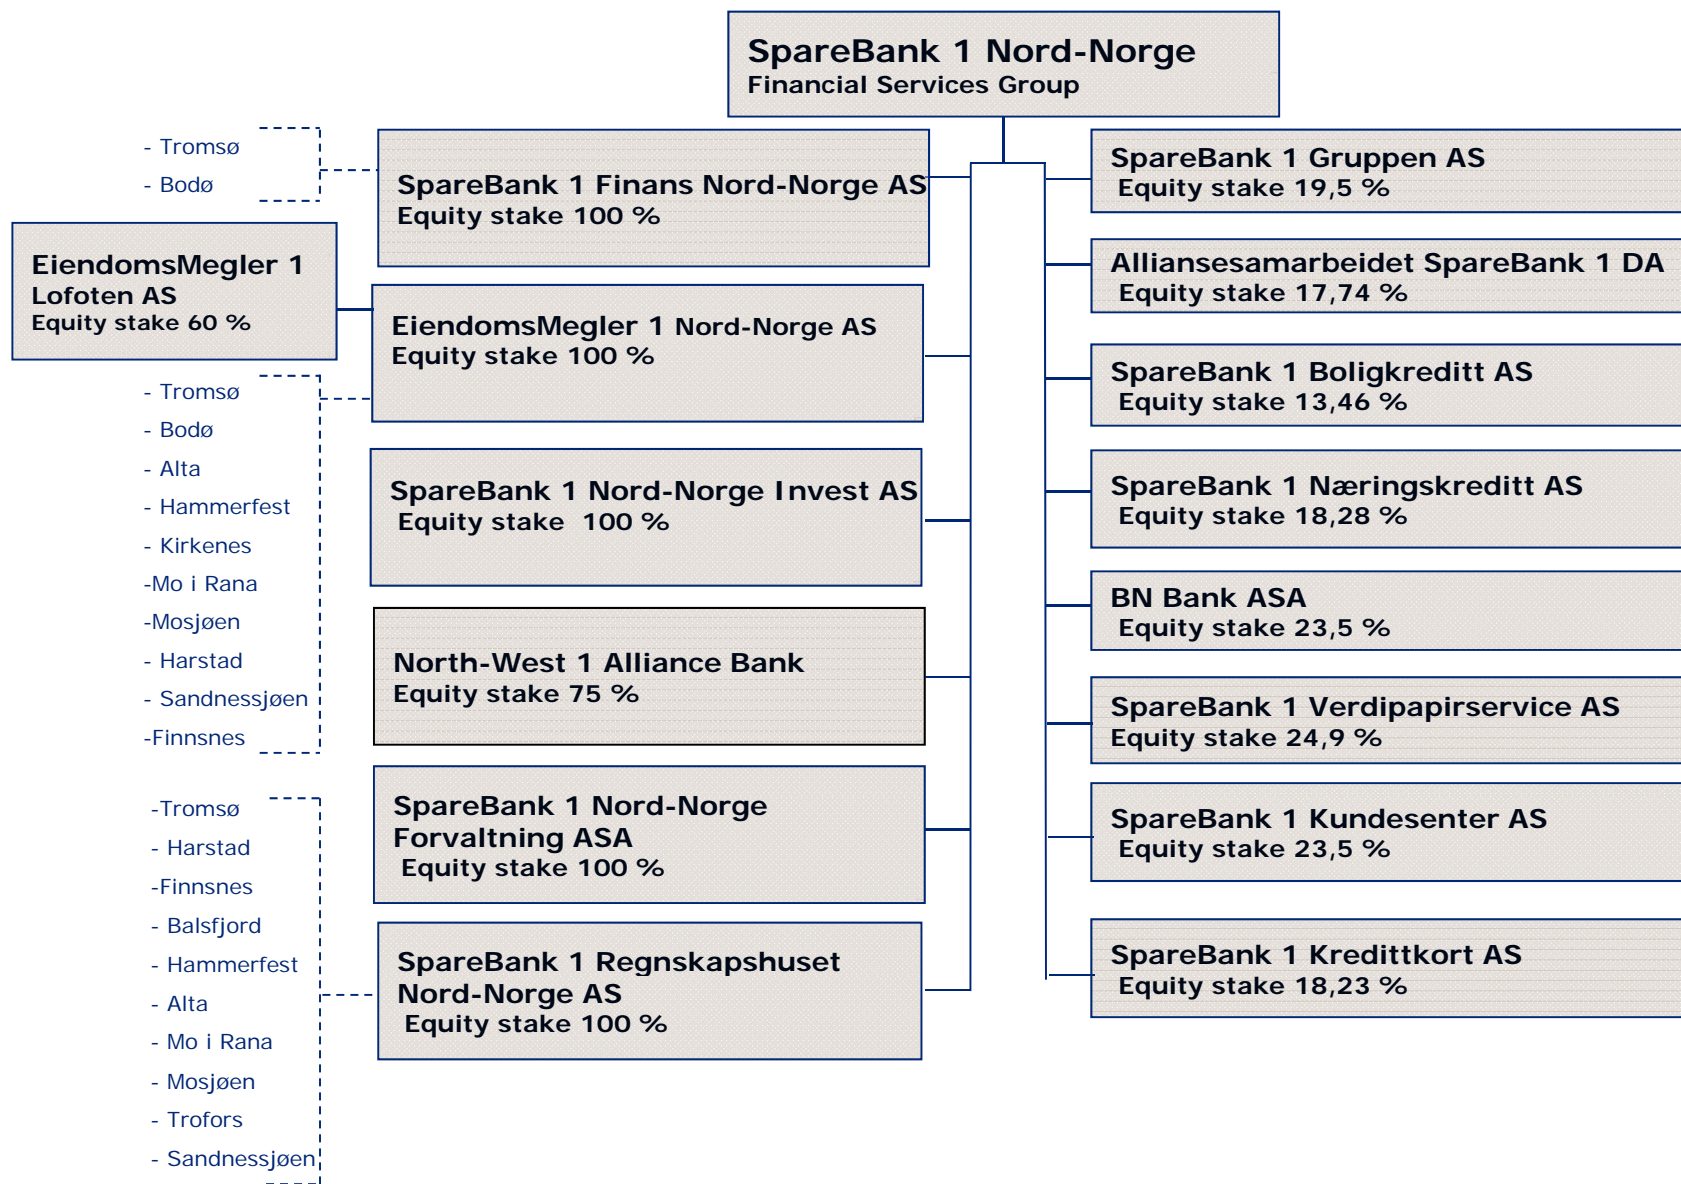 SpareBank 1 Nord-Norge
Financial Services Group
- Tromsø
- Bodø
SpareBank 1 Finans Nord-Norge AS
Equity stake 100 %
EiendomsMegler 1
Lofoten AS
Equity stake 60 %
EiendomsMegler 1 Nord-Norge AS
Equity stake 100 %
- Tromsø
- Bodø
- Alta
- Hammerfest
- Kirkenes
-Mo i Rana
-Mosjøen
- Harstad
- Sandnessjøen
-Finnsnes
SpareBank 1 Nord-Norge Invest AS
Equity stake 100 %
North-West 1 Alliance Bank
Equity stake 75 %
SpareBank 1 Nord-Norge
Forvaltning ASA
Equity stake 100 %
-Tromsø
- Harstad
-Finnsnes
- Balsfjord
- Hammerfest
- Alta
- Mo i Rana
- Mosjøen
- Trofors
- Sandnessjøen
SpareBank 1 Regnskapshuset
Nord-Norge AS
Equity stake 100 %
SpareBank 1 Gruppen AS
Equity stake 19,5 %
Alliansesamarbeidet SpareBank 1 DA
Equity stake 17,74 %
SpareBank 1 Boligkreditt AS
Equity stake 13,46 %
SpareBank 1 Næringskreditt AS
Equity stake 18,28 %
BN Bank ASA
Equity stake 23,5 %
SpareBank 1 Verdipapirservice AS
Equity stake 24,9 %
SpareBank 1 Kundesenter AS
Equity stake 23,5 %
SpareBank 1 Kredittkort AS
Equity stake 18,23 %